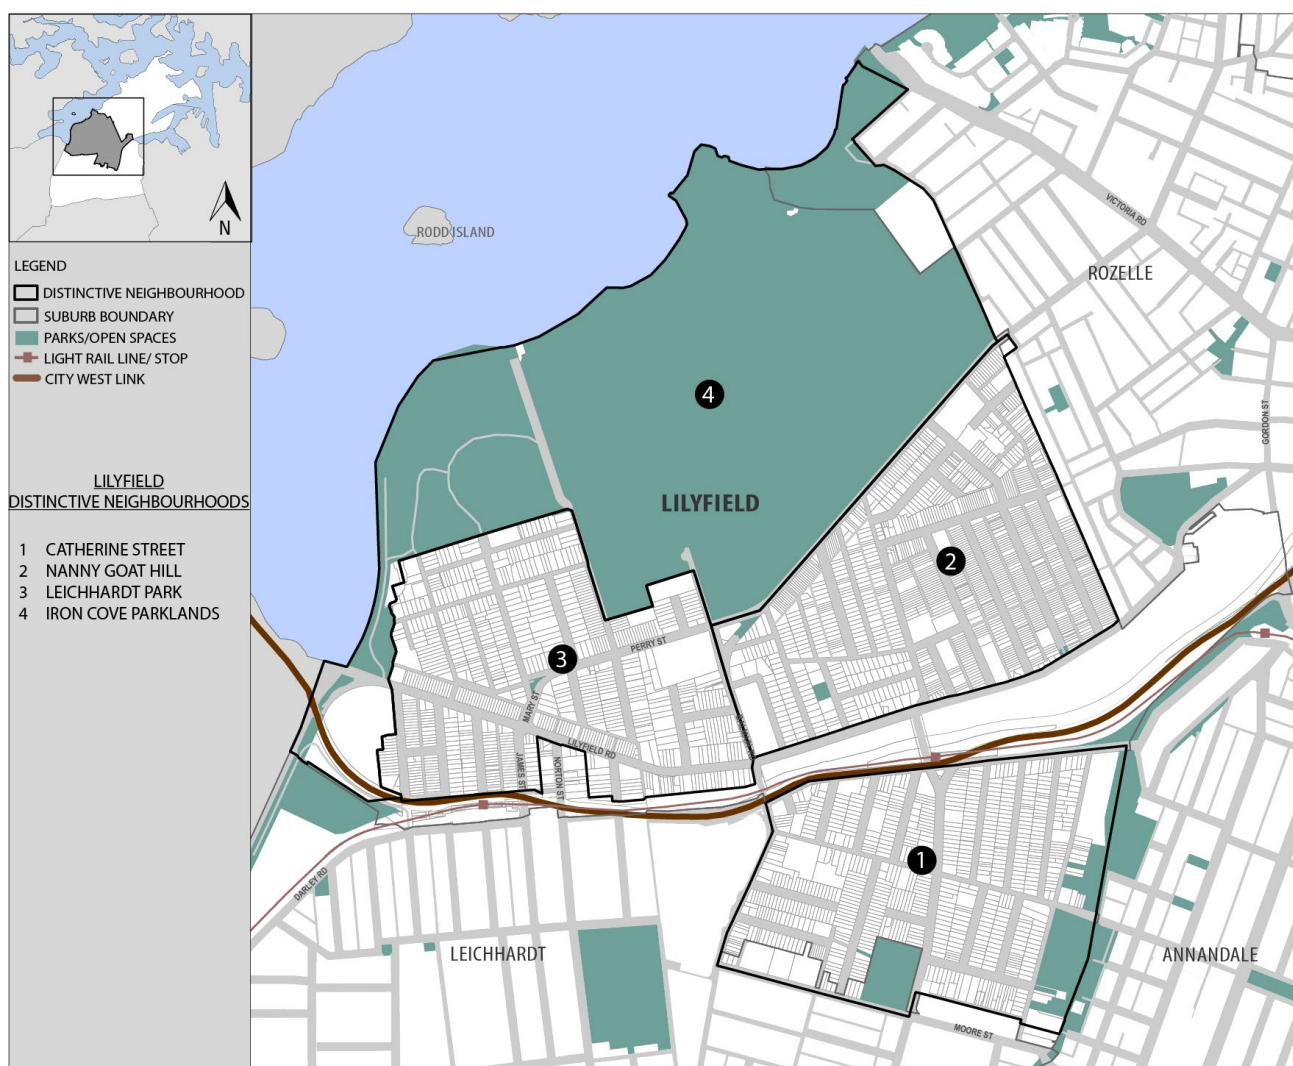 N
LEGEND
DISTINCTIVE NEIGHBOURHOOD
SUBURB BOUNDARY
PARKS/OPEN SPACES
LIGHT RAIL LINE/ STOP
CITY WEST LINK
LILYFIELD
DISTINCTIVE NEIGHBOURHOODS
1 CATHERINE STREET
2 NANNY GOAT HILL
3 LEICHHARDT PARK
4 IRON COVE PARKLANDS
RODD ISLAND
VICTORIA RD
ROZELLE
GORDON ST
4
LILYFIELD
2
3
PERRY ST
MARY ST
LILYFIELD RD
JAMES ST
NORTON ST
1
DARLEY RD
LEICHHARDT
ANNANDALE
MOORE ST